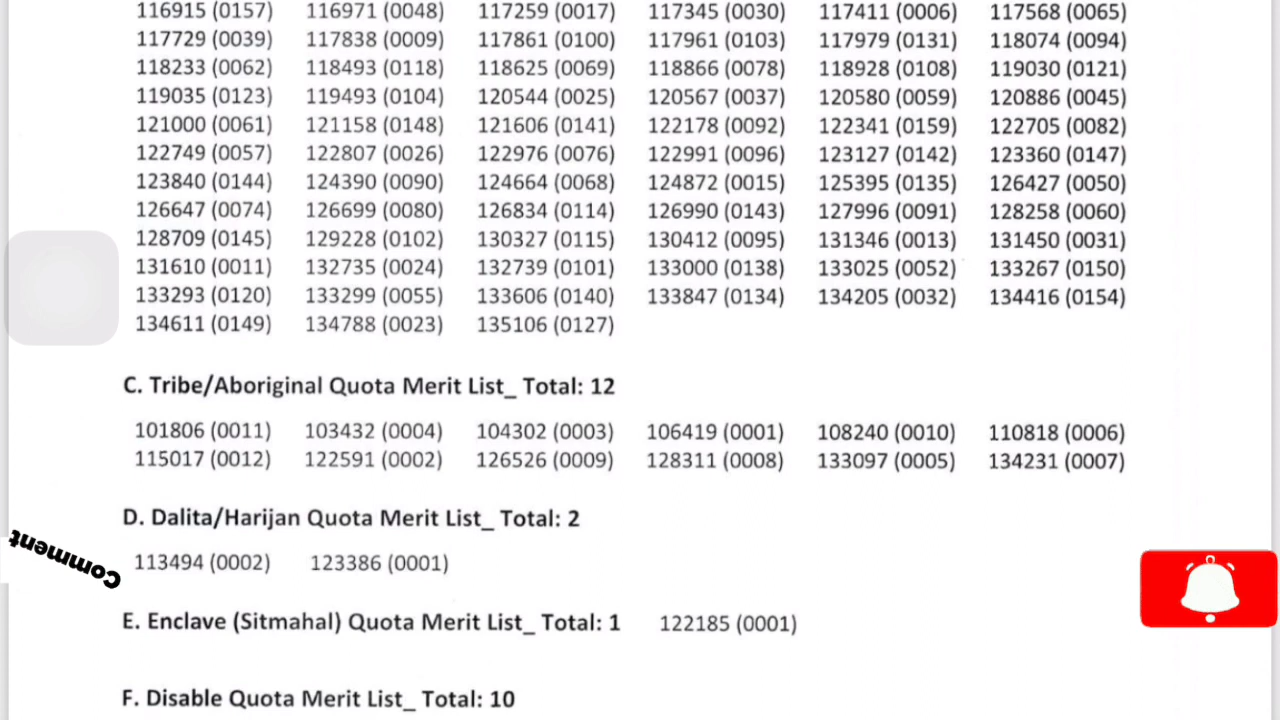 116915 (0157) 116971 (0048) 117259 (0017) 117345 (0030) 117411 (0006) 117568 (0065)
117729 (0039) 117838 (0009) 117861 (0100) 117961 (0103) 117979 (0131) 118074 (0094)
118233 (0062) 118493 (0118) 118625 (0069) 118866 (0078) 118928 (0108) 119030 (0121)
119035 (0123) 119493 (0104) 120544 (0025) 120567 (0037) 120580 (0059) 120886 (0045)
121000 (0061) 121158 (0148) 121606 (0141) 122178 (0092) 122341 (0159) 122705 (0082)
122749 (0057) 122807 (0026) 122976 (0076) 122991 (0096) 123127 (0142) 123360 (0147)
123840 (0144) 124390 (0090) 124664 (0068) 124872 (0015) 125395 (0135) 126427 (0050)
126647 (0074) 126699 (0080) 126834 (0114) 126990 (0143) 127996 (0091) 128258 (0060)
128709 (0145) 129228 (0102) 130327 (0115) 130412 (0095) 131346 (0013) 131450 (0031)
131610 (0011) 132735 (0024) 132739 (0101) 133000 (0138) 133025 (0052) 133267 (0150)
133293 (0120) 133299 (0055) 133606 (0140) 133847 (0134) 134205 (0032) 134416 (0154)
134611 (0149) 134788 (0023) 135106 (0127)
C. Tribe/Aboriginal Quota Merit List_ Total: 12
101806 (0011) 103432 (0004) 104302 (0003) 106419 (0001) 108240 (0010) 110818 (0006)
115017 (0012) 122591 (0002) 126526 (0009) 128311 (0008) 133097 (0005) 134231 (0007)
D. Dalita/Harijan Quota Merit List_ Total: 2
Comment
113494 (0002) 123386 (0001)
E. Enclave (Sitmahal) Quota Merit List_ Total: 1 122185 (0001)
F. Disable Quota Merit List_ Total: 10